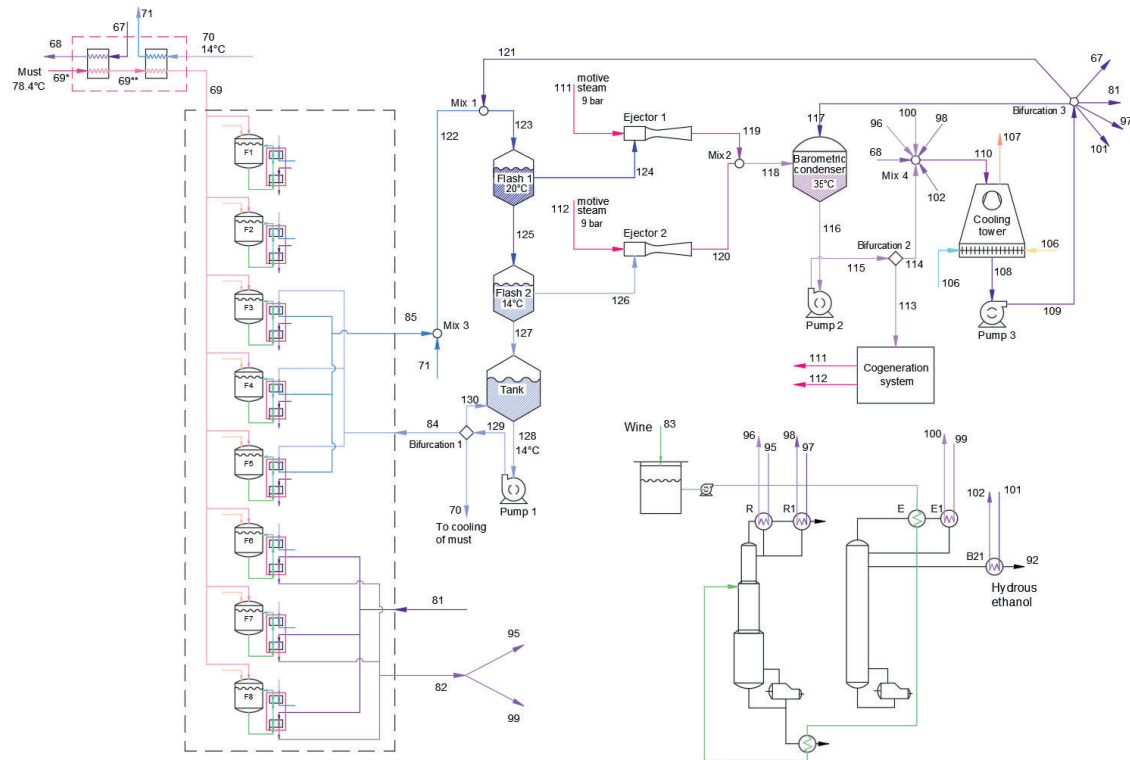 71
67
68
70
14°C
Must
78.4°C
69*
69**
69
F1
F2
F3
F4
F5
F6
F7
F8
85
Mix 3
71
122
121
Mix 1
123
Flash 1
20°C
125
Flash 2
14°C
127
Tank
130
84
129
Bifurcation 1
128
14°C
Pump 1
70
To cooling
of must
81
82
95
99
motive
steam
9 bar
111
Ejector 1
119
124
Mix2
118
motive
steam
9 bar
112
Ejector 2
120
126
117
Barometric
condenser
35°C
116
115
Pump 2
Bifurcation 2
114
113
Cogeneration
system
111
112
100
96
98
68
Mix 4
102
110
107
Cooling
tower
106
106
108
Pump 3
109
Bifurcation 3
67
81
97
101
Wine
83
96
95
98
97
R
R1
100
99
E
E1
102
101
B21
92
Hydrous
ethanol